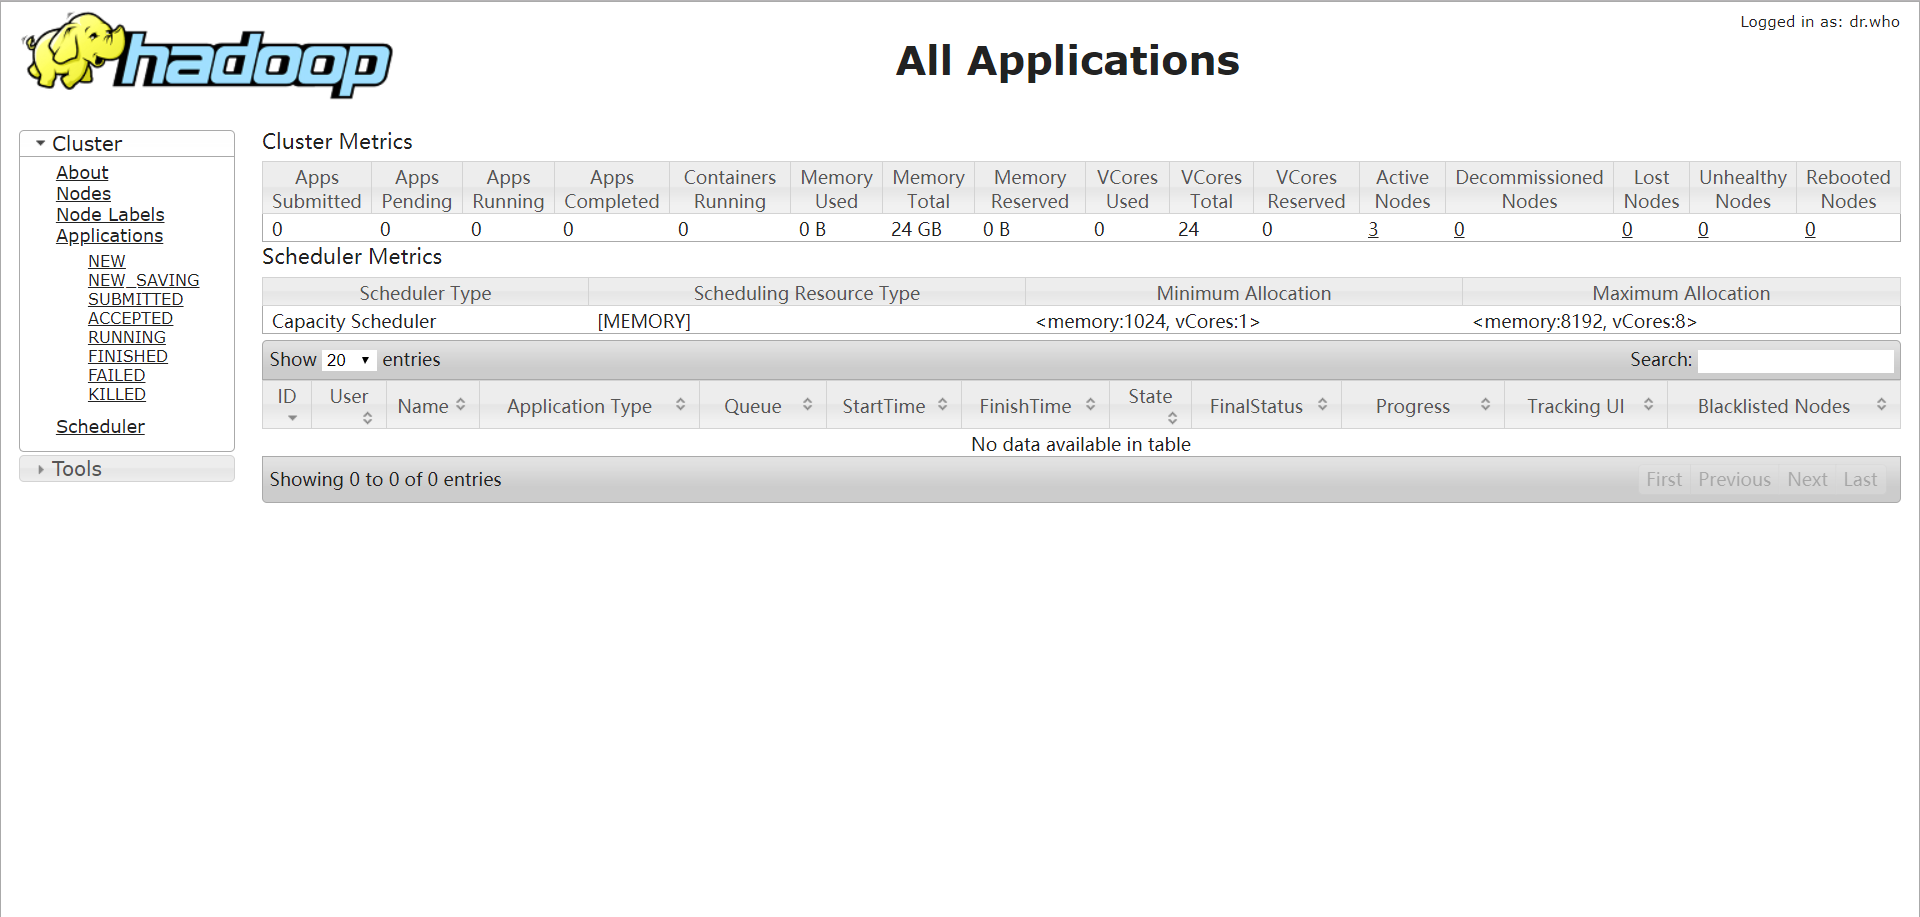 Logged in as: dr.who
hadoop
All Applications
Cluster
About
Nodes
Node Labels
Applications
NEW
NEW_SAVING
SUBMITTED
ACCEPTED
RUNNING
FINISHED
FAILED
KILLED
Scheduler
Tools
Cluster Metrics
Apps Submitted Apps Pending Apps Running Apps Completed Containers Running Memory Used Memory Total Memory Reserved VCores Used VCores Total VCores Reserved Active Nodes Decommissioned Nodes Lost Nodes Unhealthy Nodes Rebooted Nodes
0 0 0 0 0 0 B 24 GB 0 B 0 24 0 3 0 0 0 0
Scheduler Metrics
Scheduler Type Scheduling Resource Type Minimum Allocation Maximum Allocation
Capacity Scheduler [MEMORY] <memory:1024, vCores:1> <memory:8192, vCores:8>
Show 20 entries Search:
ID User Name Application Type Queue StartTime FinishTime State FinalStatus Progress Tracking UI Blacklisted Nodes
No data available in table
Showing 0 to 0 of 0 entries First Previous Next Last